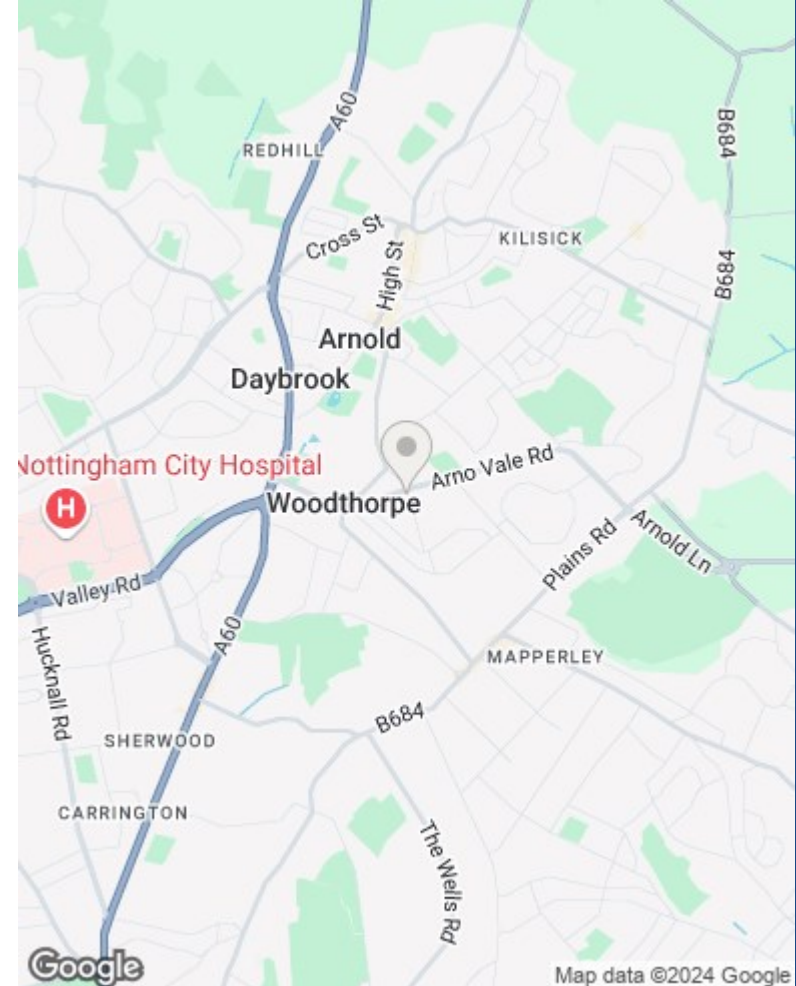 A60
B684
REDHILL
Cross St
High St
KILISICK
B684
Arnold
Daybrook
Nottingham City Hospital
H
Arno Vale Rd
Woodthorpe
Plains Rd
Arnold Ln
Valley Rd
Hucknall Rd
A60
MAPPERLEY
B684
SHERWOOD
CARRINGTON
The Wells Rd
Google
Map data ©2024 Google